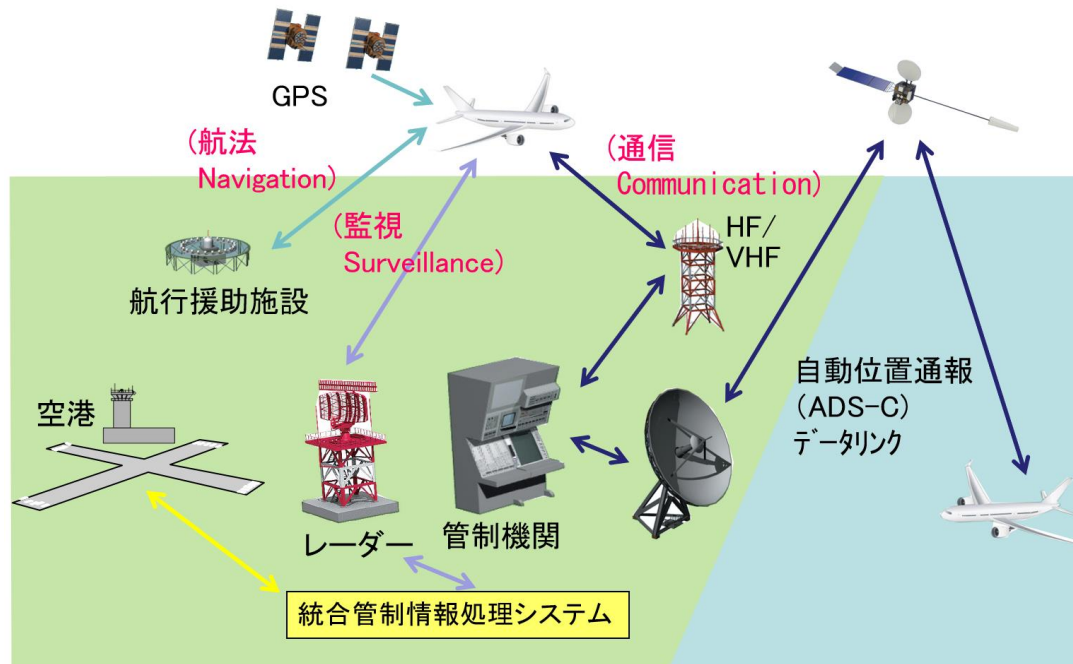 GPS
(航法
Navigation)
(通信
Communication)
(監視
Surveillance)
HF/
VHF
航行援助施設
自動位置通報
(ADS-C)
データリンク
空港
レーダー
管制機関
統合管制情報処理システム